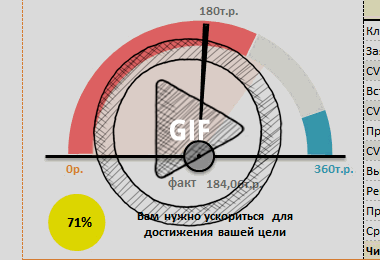 180т.р.
GIF
0р.
360т.р.
факт 184,06т.р.
71%
Вам нужно ускориться для
достижения вашей цели
Кл
За
CV
Вс
CV
Пр
CV
Вы
Ре
Пр
Ср
Чи